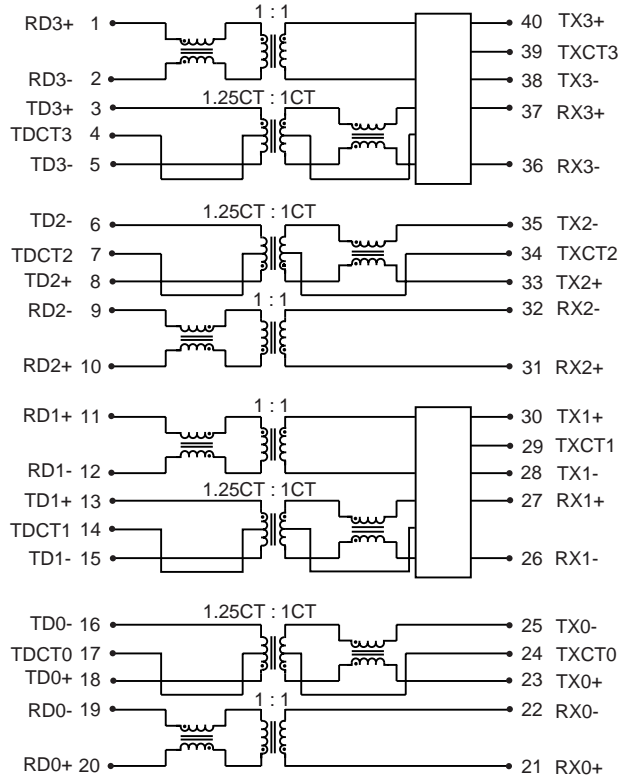 1 : 1
RD3+ 1
40 TX3+
39 TXCT3
RD3- 2
38 TX3-
TD3+ 3
1.25CT : 1CT
37 RX3+
TDCT3 4
TD3- 5
36 RX3-
TD2- 6
1.25CT : 1CT
35 TX2-
TDCT2 7
34 TXCT2
TD2+ 8
33 TX2+
RD2- 9
1 : 1
32 RX2-
RD2+ 10
31 RX2+
RD1+ 11
1 : 1
30 TX1+
29 TXCT1
RD1- 12
28 TX1-
TD1+ 13
1.25CT : 1CT
27 RX1+
TDCT1 14
TD1- 15
26 RX1-
TD0- 16
1.25CT : 1CT
25 TX0-
TDCT0 17
24 TXCT0
TD0+ 18
23 TX0+
RD0- 19
1 : 1
22 RX0-
RD0+ 20
21 RX0+